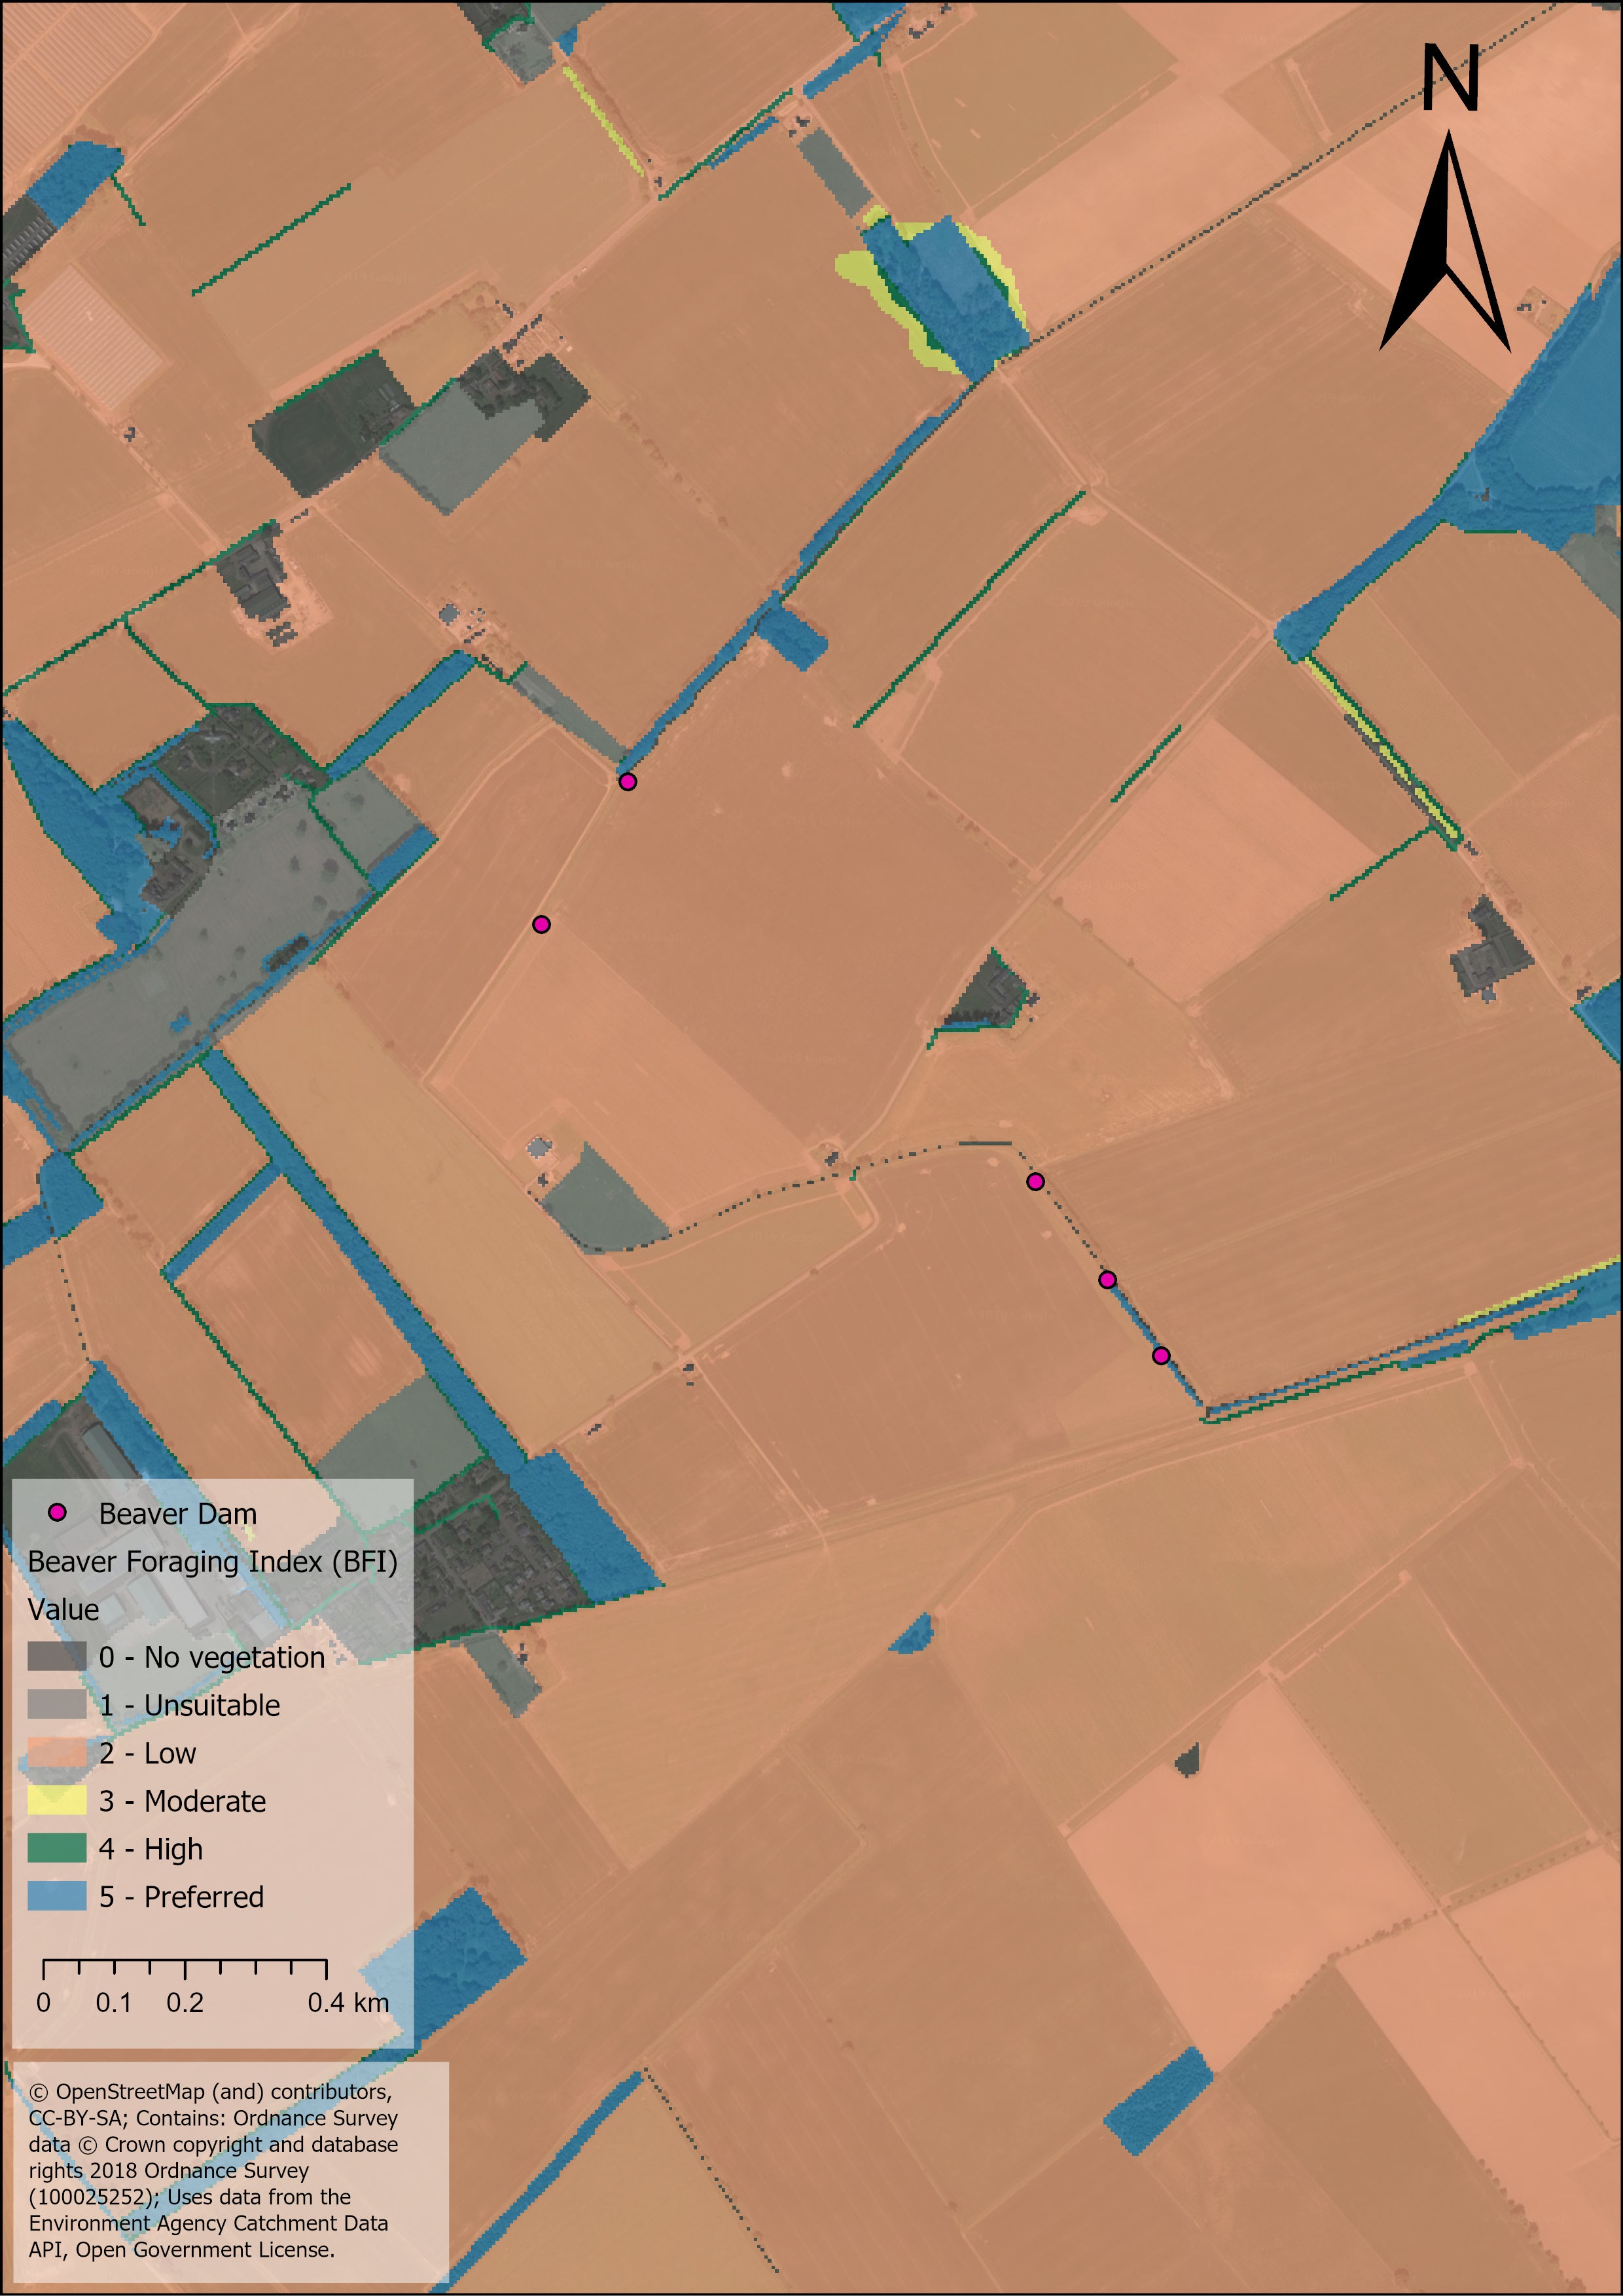 N
Beaver Dam
Beaver Foraging Index (BFI)
Value
0 - No vegetation
1 - Unsuitable
2 - Low
3 - Moderate
4 - High
5 - Preferred
0 0.1 0.2 0.4 km
© OpenStreetMap (and) contributors,
CC-BY-SA; Contains: Ordnance Survey
data © Crown copyright and database
rights 2018 Ordnance Survey
(100025252); Uses data from the
Environment Agency Catchment Data
API, Open Government License.